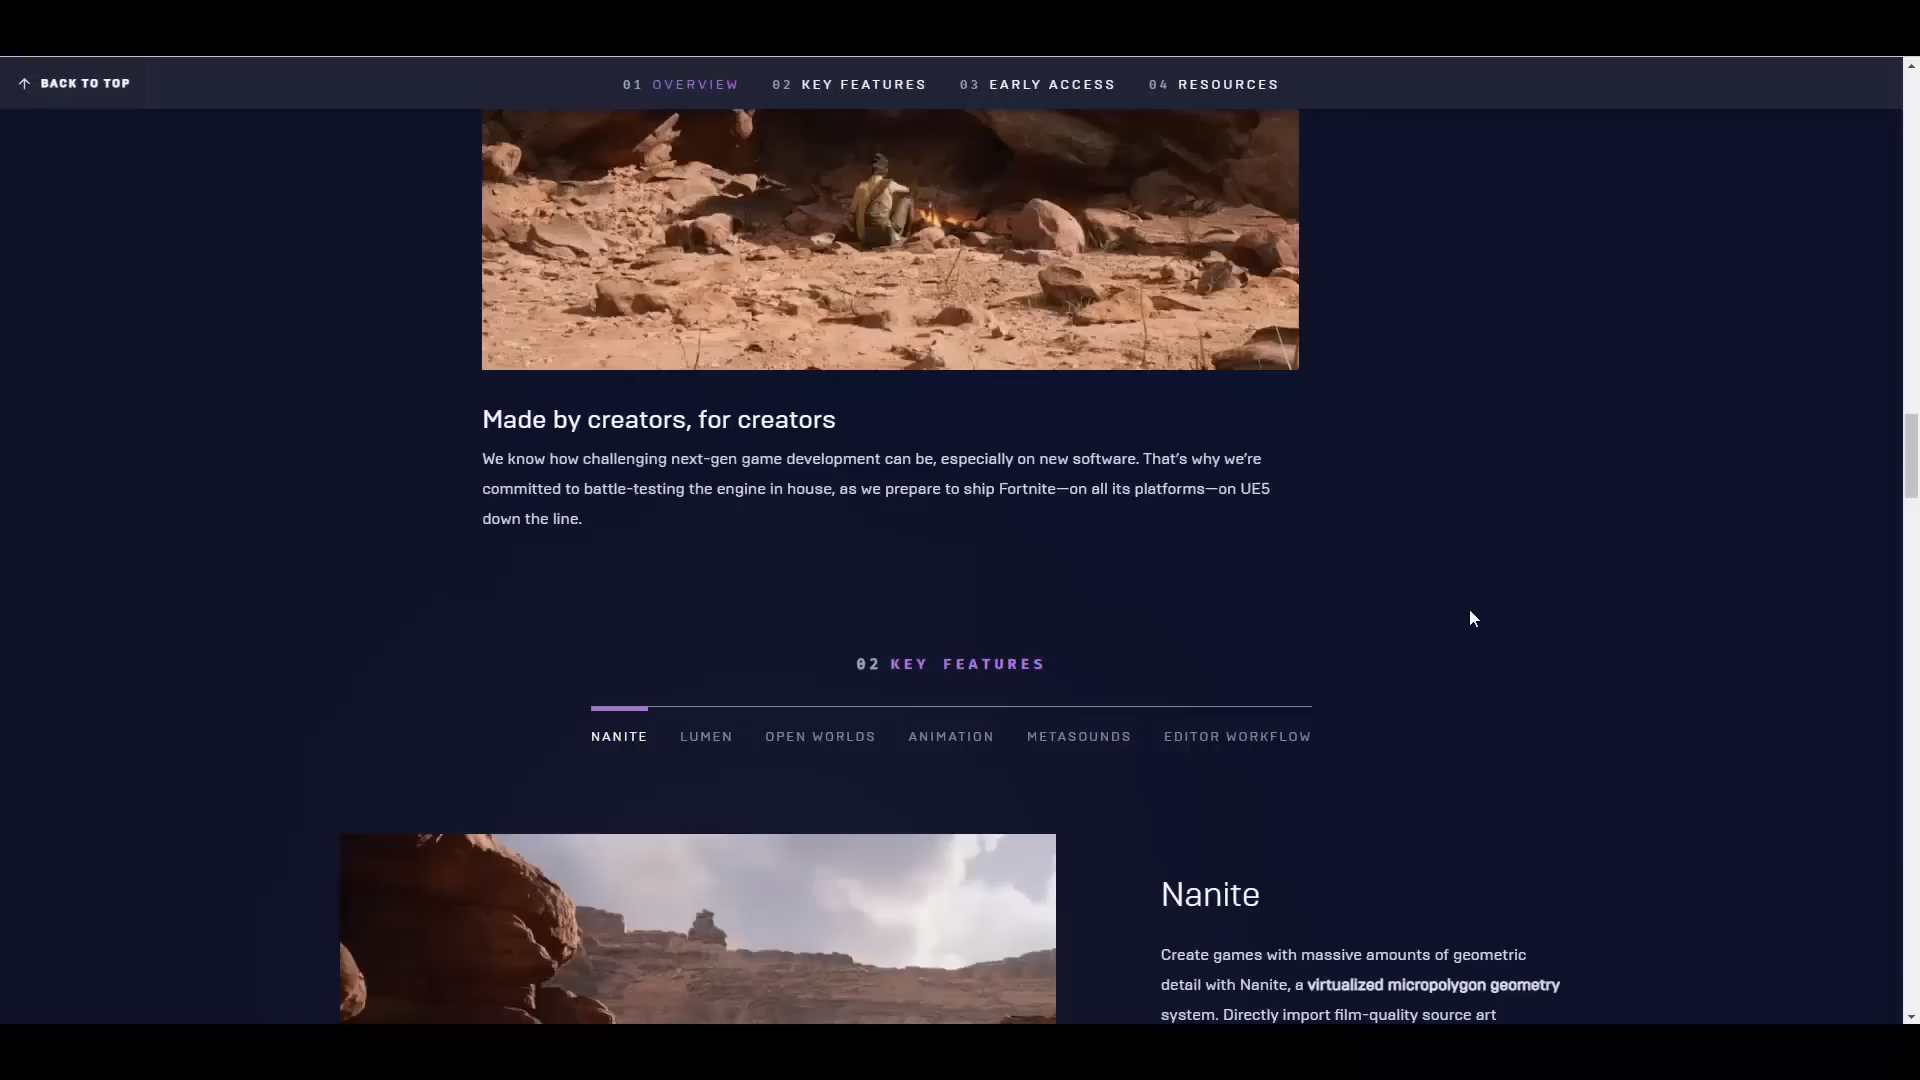 BACK TO TOP
01 OVERVIEW 02 KEY FEATURES 03 EARLY ACCESS 04 RESOURCES
Made by creators, for creators
We know how challenging next-gen game development can be, especially on new software. That's why we're
committed to battle-testing the engine in house, as we prepare to ship Fortnite—on all its platforms—on UE5
down the line.
02 KEY FEATURES
NANITE LUMEN OPEN WORLDS ANIMATION METASOUNDS EDITOR WORKFLOW
Nanite
Create games with massive amounts of geometric
detail with Nanite, a virtualized micropolygon geometry
system. Directly import film-quality source art